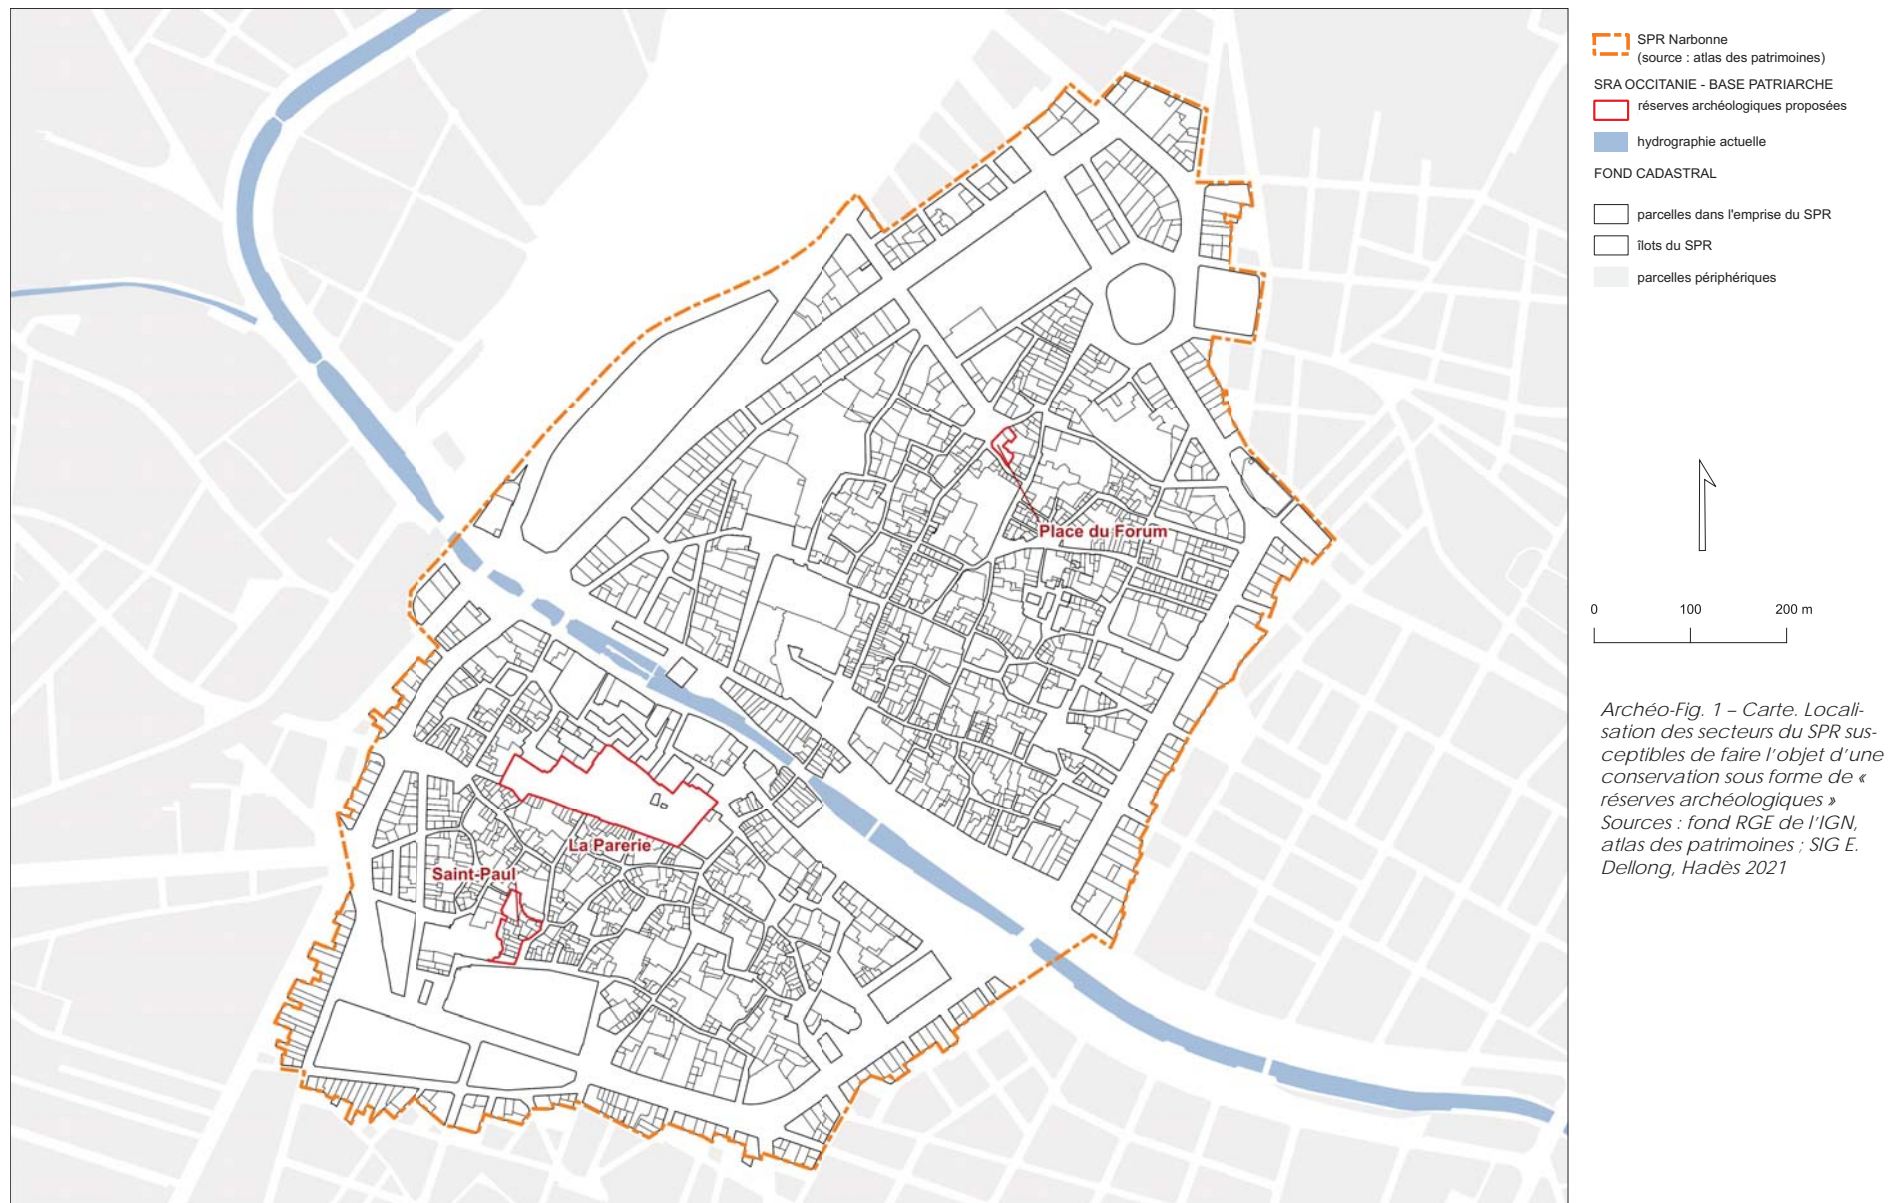 SPR Narbonne
(source : atlas des patrimoines)
SRA OCCITANIE - BASE PATRIARCHE
réserves archéologiques proposées
hydrographie actuelle
FOND CADASTRAL
parcelles dans l'emprise du SPR
îlots du SPR
parcelles périphériques
Place du Forum
La Parerie
Saint-Paul
0 100 200 m
Archéo-Fig. 1 – Carte. Locali-
sation des secteurs du SPR sus-
ceptibles de faire l'objet d'une
conservation sous forme de «
réserves archéologiques »
Sources : fond RGE de l'IGN,
atlas des patrimoines ; SIG E.
Dellong, Hadès 2021